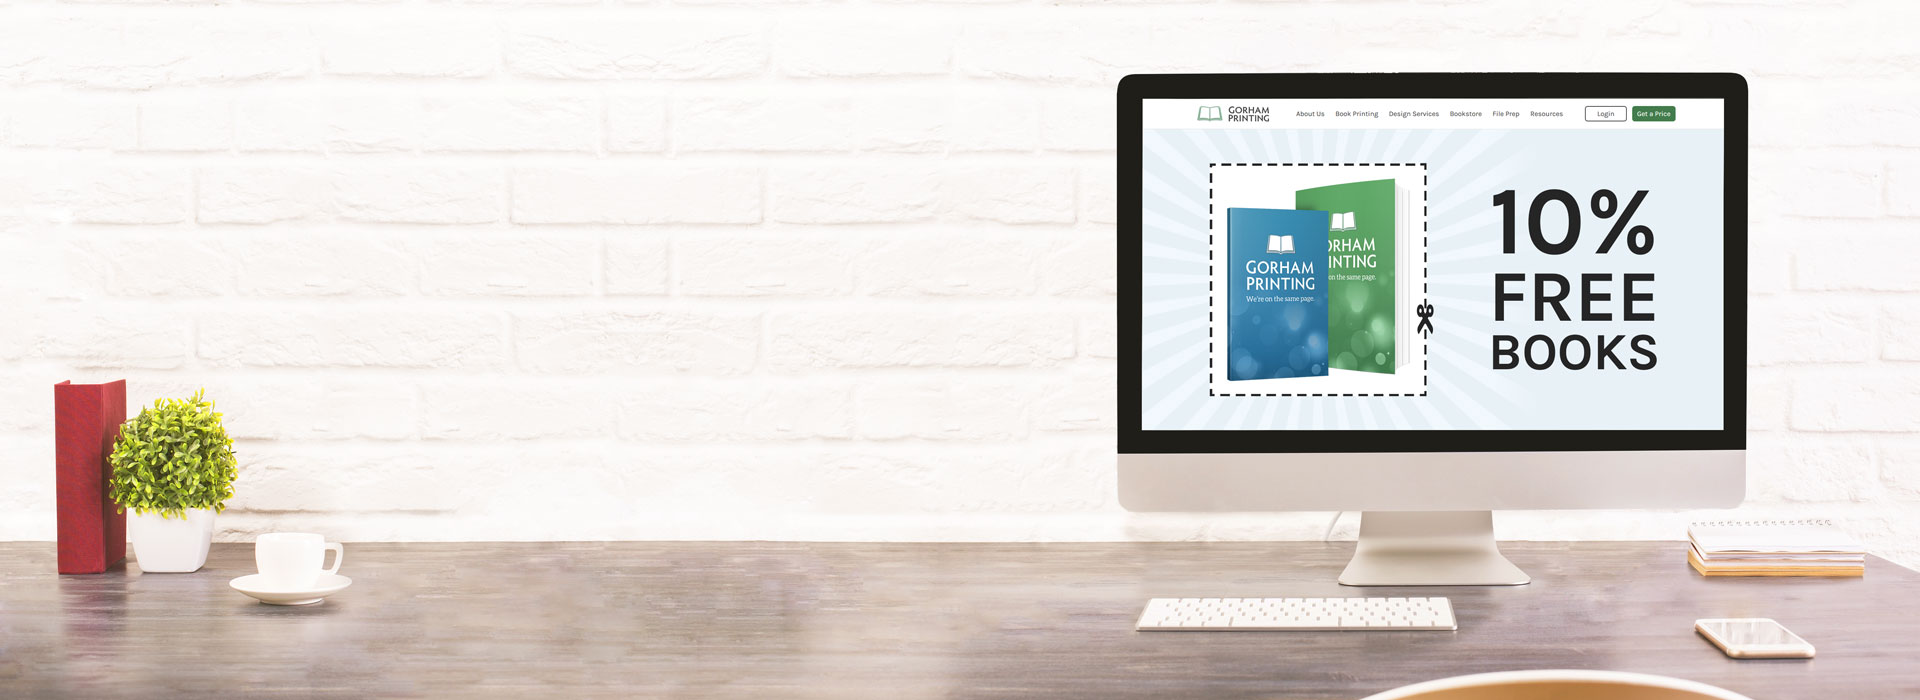 GORHAM
PRINTING
About Us Book Printing Design Services Bookstore File Prep Resources Login Get a Price
GORHAM
PRINTING
We're on the same page.
ORHAM
INTING
on the same page.
10%
FREE
BOOKS